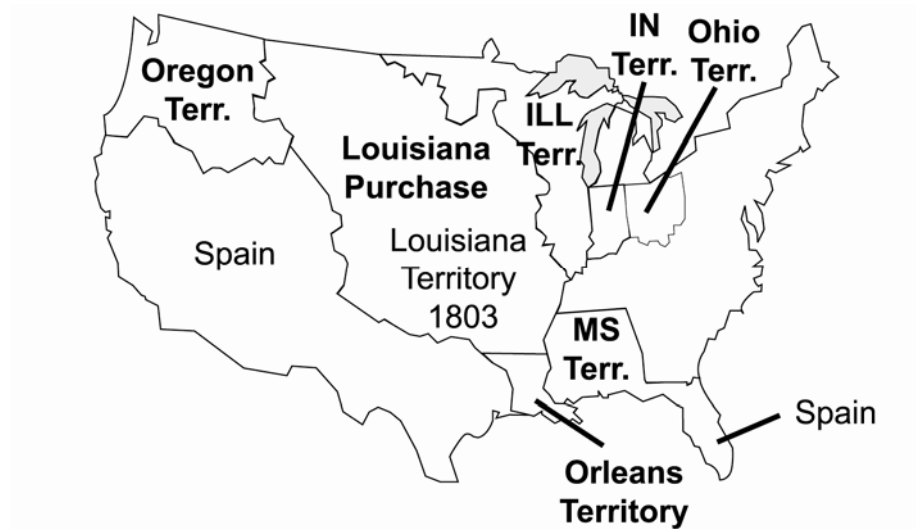 IN
Terr.
Ohio
Terr.
Oregon
Terr.
ILL
Terr.
Louisiana
Purchase
Spain
Louisiana
Territory
1803
MS
Terr.
Spain
Orleans
Territory